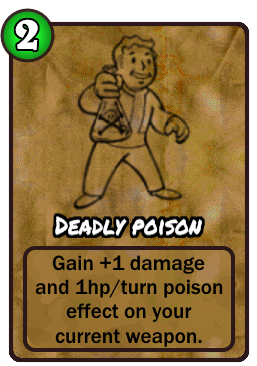 2
DEADLY POISON
Gain +1 damage
and 1hp/turn poison
effect on your
current weapon.